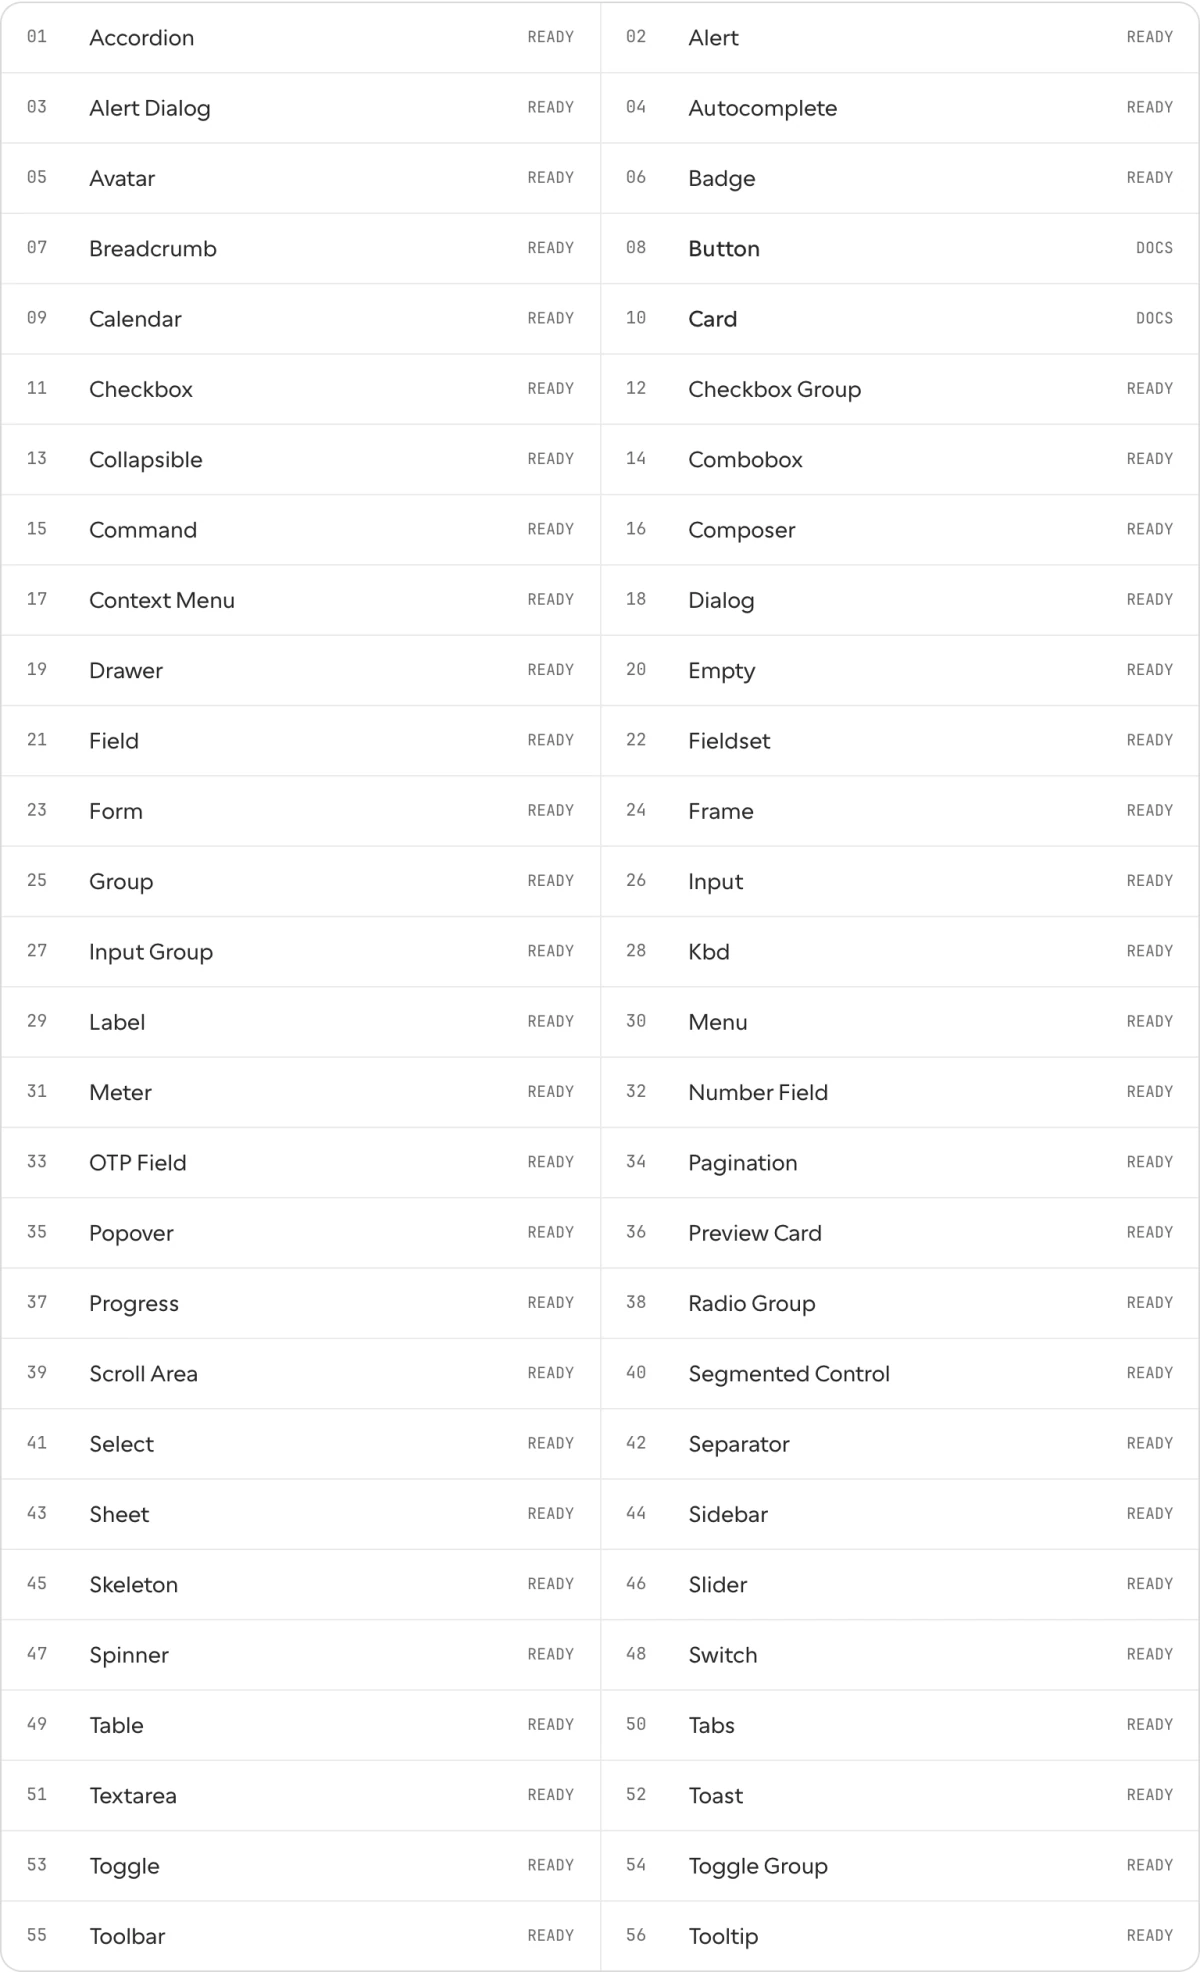 01 Accordion READY 02 Alert READY
03 Alert Dialog READY 04 Autocomplete READY
05 Avatar READY 06 Badge READY
07 Breadcrumb READY 08 Button DOCS
09 Calendar READY 10 Card DOCS
11 Checkbox READY 12 Checkbox Group READY
13 Collapsible READY 14 Combobox READY
15 Command READY 16 Composer READY
17 Context Menu READY 18 Dialog READY
19 Drawer READY 20 Empty READY
21 Field READY 22 Fieldset READY
23 Form READY 24 Frame READY
25 Group READY 26 Input READY
27 Input Group READY 28 Kbd READY
29 Label READY 30 Menu READY
31 Meter READY 32 Number Field READY
33 OTP Field READY 34 Pagination READY
35 Popover READY 36 Preview Card READY
37 Progress READY 38 Radio Group READY
39 Scroll Area READY 40 Segmented Control READY
41 Select READY 42 Separator READY
43 Sheet READY 44 Sidebar READY
45 Skeleton READY 46 Slider READY
47 Spinner READY 48 Switch READY
49 Table READY 50 Tabs READY
51 Textarea READY 52 Toast READY
53 Toggle READY 54 Toggle Group READY
55 Toolbar READY 56 Tooltip READY